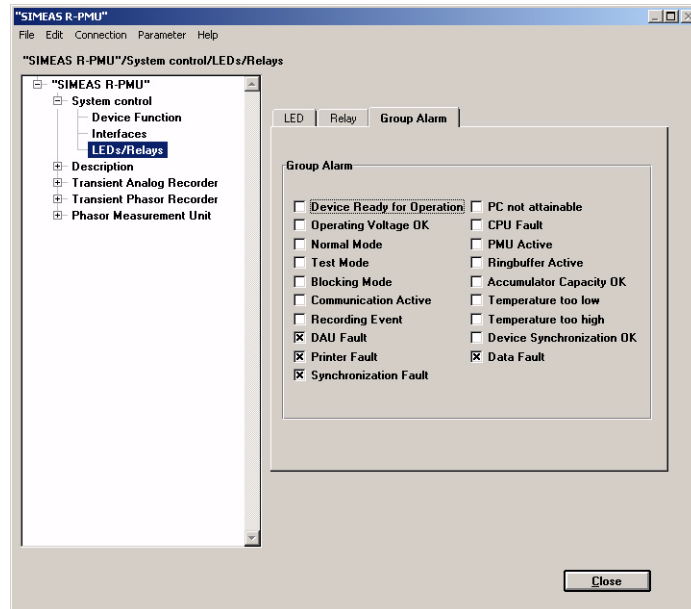 "SIMEAS R-PMU"
File Edit Connection Parameter Help
"SIMEAS R-PMU"/System control/LEDs/Relays
"SIMEAS R-PMU"
System control
Device Function
Interfaces
LEDs/Relays
Description
Transient Analog Recorder
Transient Phasor Recorder
Phasor Measurement Unit
LED Relay Group Alarm
Group Alarm
Device Ready for Operation
Operating Voltage OK
Normal Mode
Test Mode
Blocking Mode
Communication Active
Recording Event
DAU Fault
Printer Fault
Synchronization Fault
PC not attainable
CPU Fault
PMU Active
Ringbuffer Active
Accumulator Capacity OK
Temperature too low
Temperature too high
Device Synchronization OK
Data Fault
Close